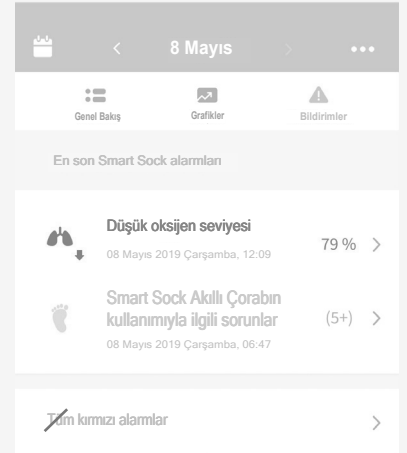 8 Mayıs
Genel Bakış
Grafikler
Bildirimler
En son Smart Sock alarmları
Düşük oksijen seviyesi
79 %
08 Mayıs 2019 Çarşamba, 12:09
Smart Sock Akıllı Çorabın
kullanımıyla ilgili sorunlar
(5+)
08 Mayıs 2019 Çarşamba, 06:47
Tüm kırmızı alarmlar